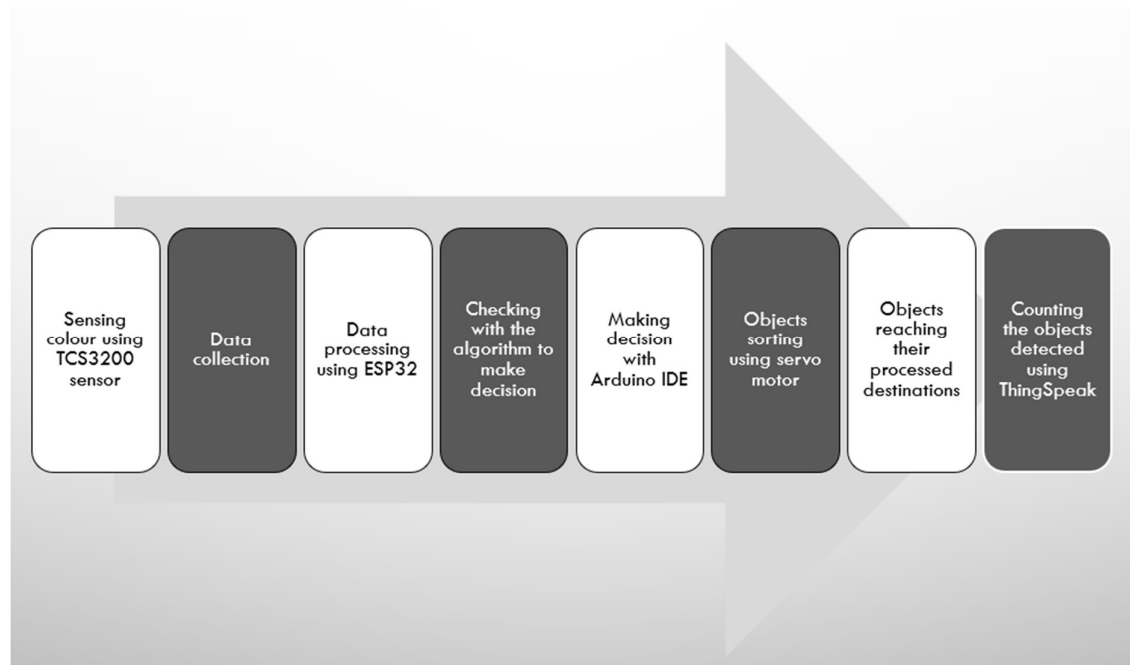 Sensing
colour using
TCS3200
sensor
Data
collection
Data
processing
using ESP32
Checking
with the
algorithm to
make
decision
Making
decision
with
Arduino IDE
Objects
sorting
using servo
motor
Objects
reaching
their
processed
destinations
Counting
the objects
detected
using
ThingSpeak